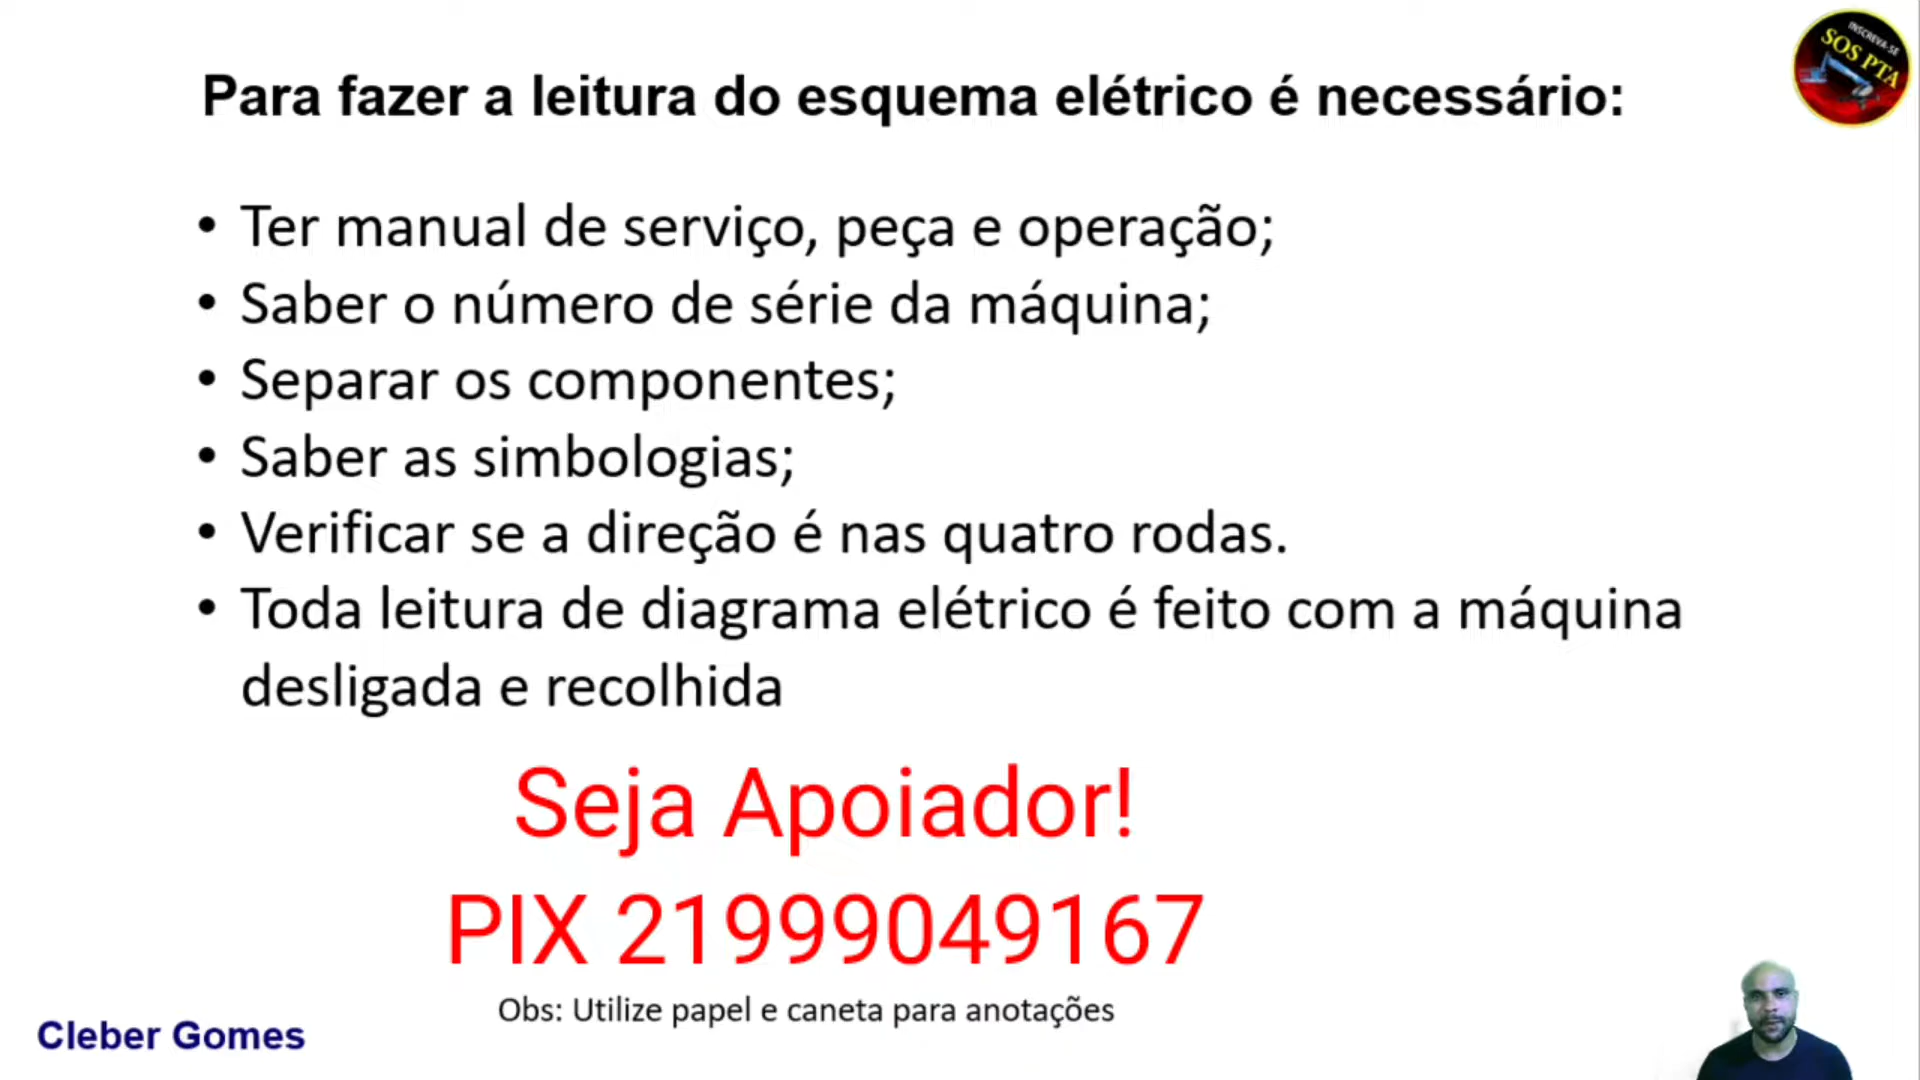 INSCREVA-SE
SOS PTA
Para fazer a leitura do esquema elétrico é necessário:
• Ter manual de serviço, peça e operação;
• Saber o número de série da máquina;
• Separar os componentes;
• Saber as simbologias;
• Verificar se a direção é nas quatro rodas.
• Toda leitura de diagrama elétrico é feito com a máquina
desligada e recolhida
Seja Apoiador!
PIX 21999049167
Obs: Utilize papel e caneta para anotações
Cleber Gomes